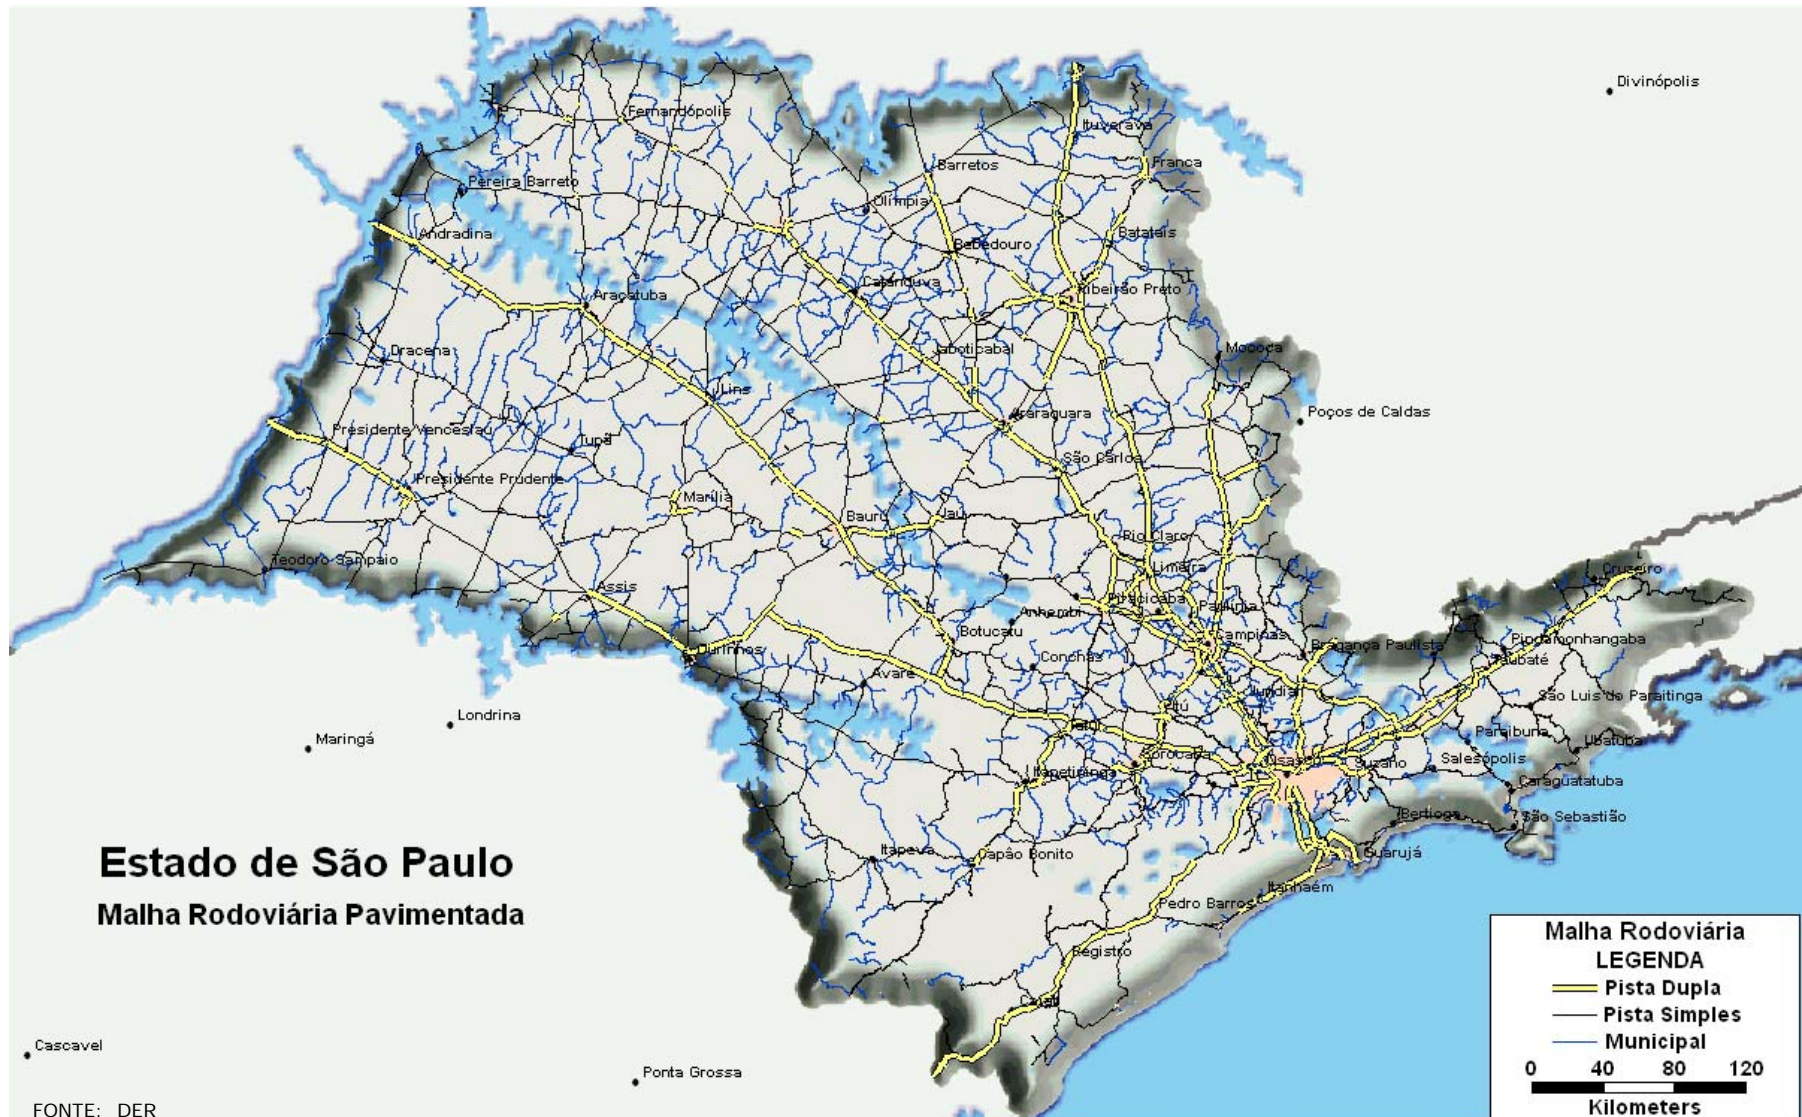 Divinópolis
Fernandópolis
Ituverava
Franca
Barretos
Pereira Barreto
Olímpia
Andradina
Batatais
Bebedouro
Catanduva
Ribeirão Preto
Araçatuba
Dracena
Jaboticabal
Mococa
Lins
Araraquara
Poços de Caldas
Presidente Venceslau
Tupã
São Carlos
Presidente Prudente
Marília
Bauru
Jaú
Rio Claro
Teodoro Sampaio
Limeira
Cruzeiro
Assis
Piracicaba
Paulínia
Anhembi
Botucatu
Campinas
Bragança Paulista
Pindamonhangaba
Ourinhos
Conchas
Taubaté
Avaré
Jundiaí
São Luis do Paraitinga
Itú
Londrina
Tatuí
Paraibuna
Maringá
Ubatuba
Sorocaba
Osasco
Suzano
Salesópolis
Itapetininga
Caraguatatuba
Bertioga
São Sebastião
Estado de São Paulo
Itapeva
Capão Bonito
Guarujá
Itanhaém
Malha Rodoviária Pavimentada
Pedro Barros
Malha Rodoviária
Registro
LEGENDA
Pista Dupla
Cajati
Pista Simples
Municipal
Cascavel
0 40 80 120
Ponta Grossa
Kilometers
FONTE: DER